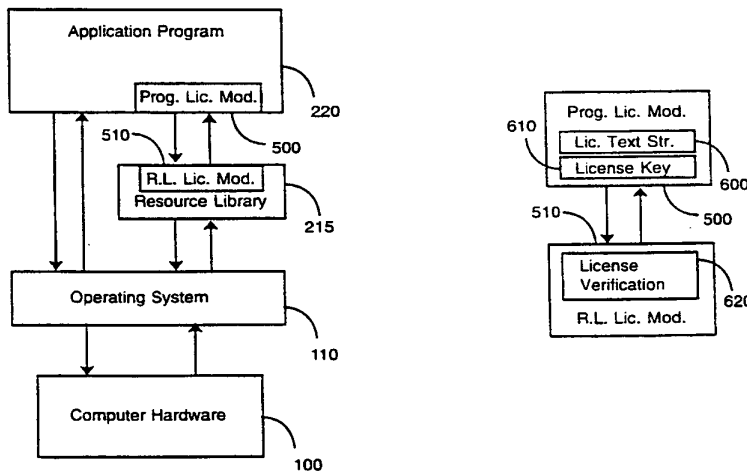 Application Program
Prog. Lic. Mod.
220
510
500
R.L. Lic. Mod.
Resource Library
215
Operating System
110
Computer Hardware
100
Prog. Lic. Mod.
610
Lic. Text Str.
License Key
600
510
500
License
Verification
620
R.L. Lic. Mod.